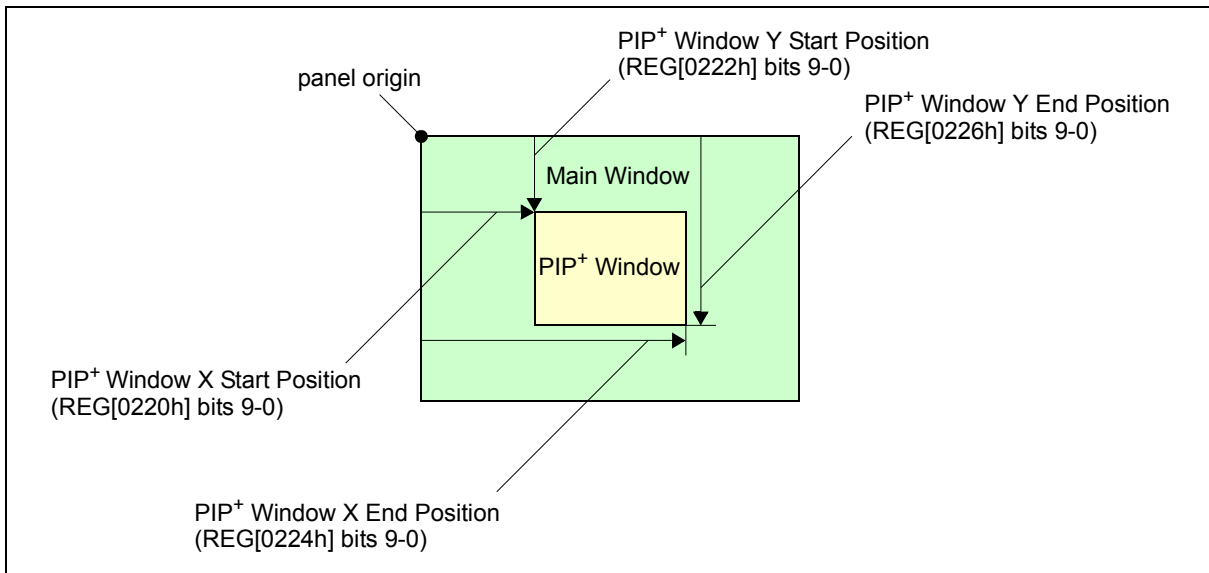 PIP+ Window Y Start Position
(REG[0222h] bits 9-0)
panel origin
PIP+ Window Y End Position
(REG[0226h] bits 9-0)
Main Window
PIP+ Window
PIP+ Window X Start Position
(REG[0220h] bits 9-0)
PIP+ Window X End Position
(REG[0224h] bits 9-0)